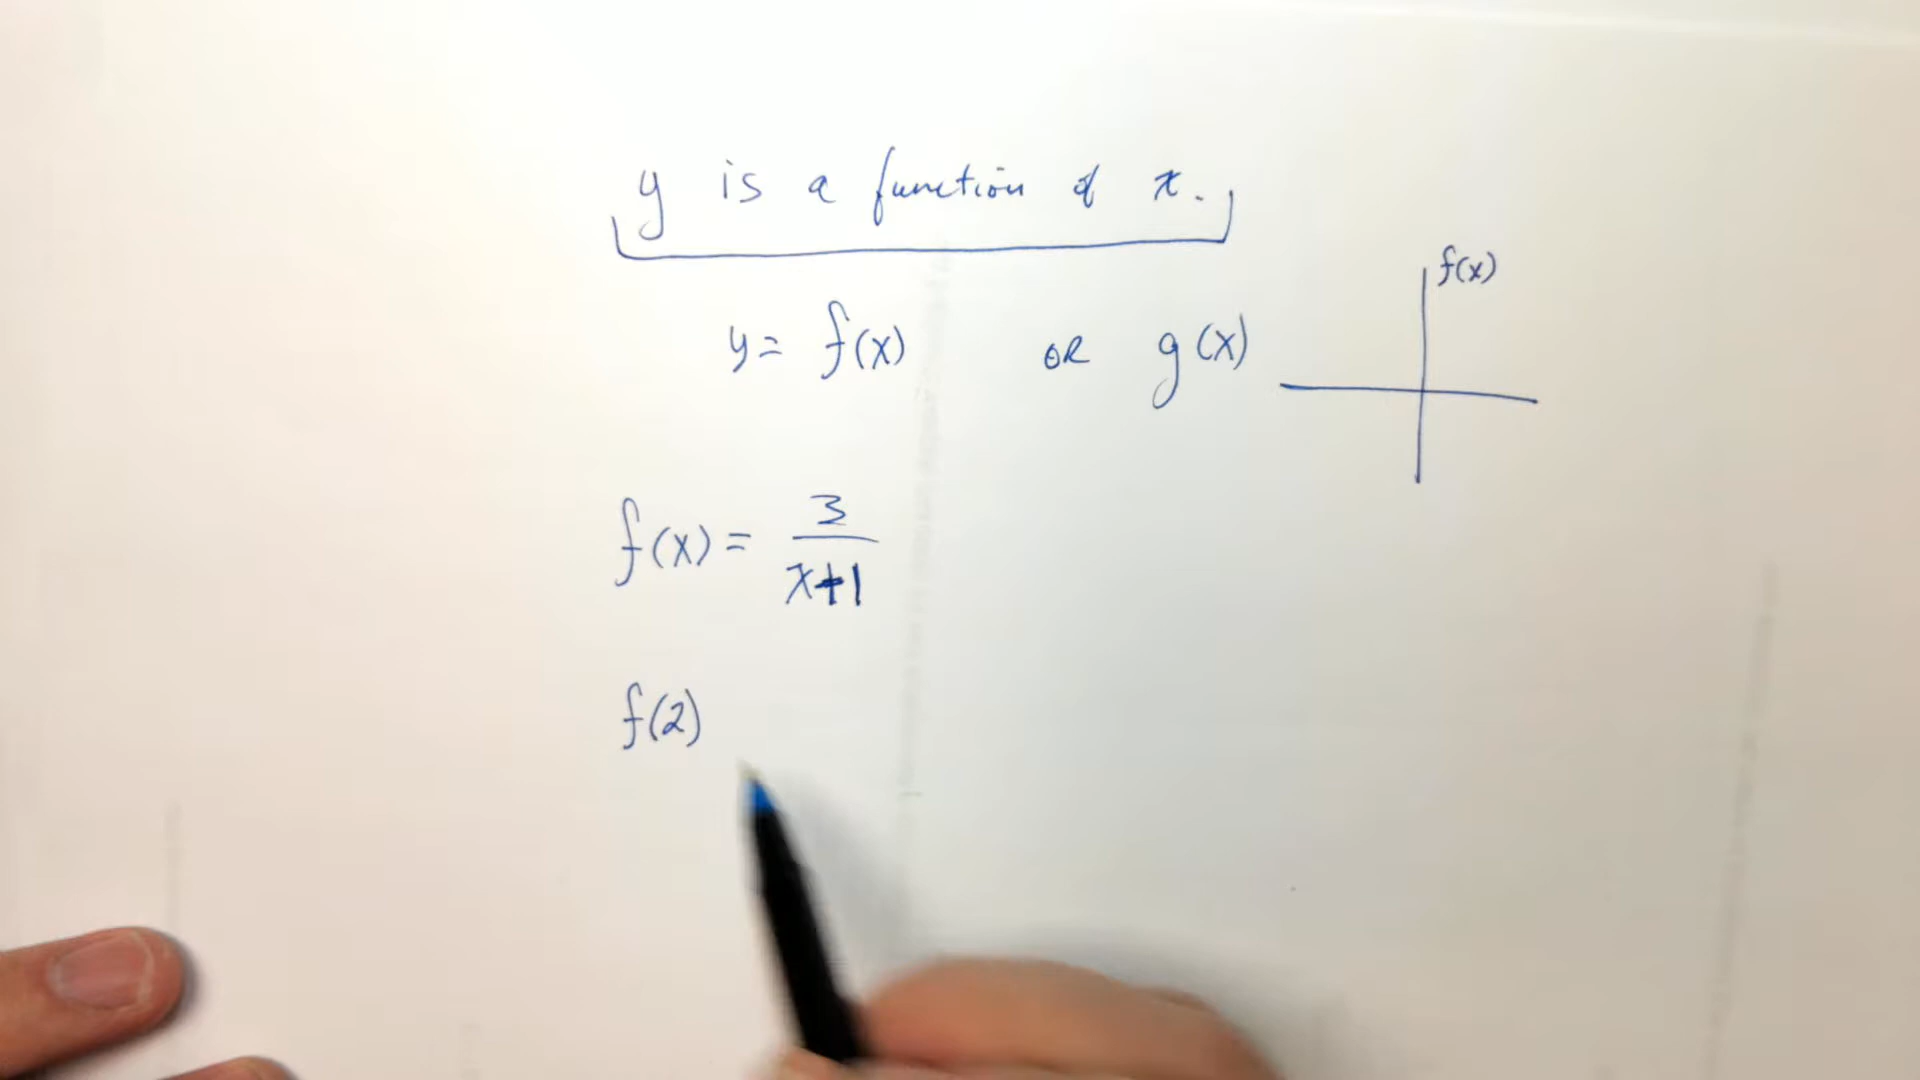 y is a function of x.
f(x)
y = f(x) OR g(x)
f(x) = 3/(x+1)
f(2)